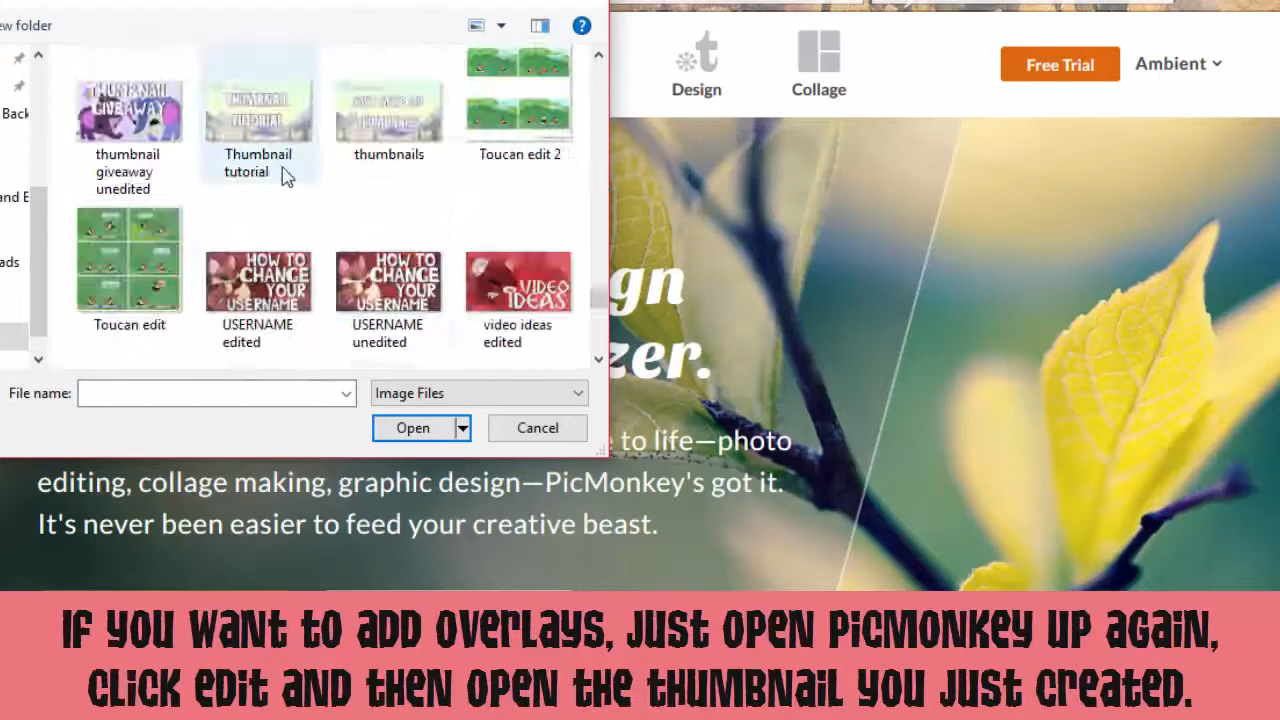 ew folder
THUMBNAIL
GIVEAWAY
THUMBNAIL
TUTORIAL
thumbnail
giveaway
unedited
Thumbnail
tutorial
thumbnails
Toucan edit 2
Back
and E
ads
HOW TO
CHANGE
YOUR
USERNAME
HOW TO
CHANGE
YOUR
USERNAME
VIDEO
IDEAS
Toucan edit
USERNAME
edited
USERNAME
unedited
video ideas
edited
File name:
Image Files
Open
Cancel
Design
Collage
Free Trial
Ambient
gn
zer.
e to life—photo
editing, collage making, graphic design—PicMonkey's got it.
It's never been easier to feed your creative beast.
If you want to add overlays, just open picmonkey up again,
click edit and then open the thumbnail you just created.